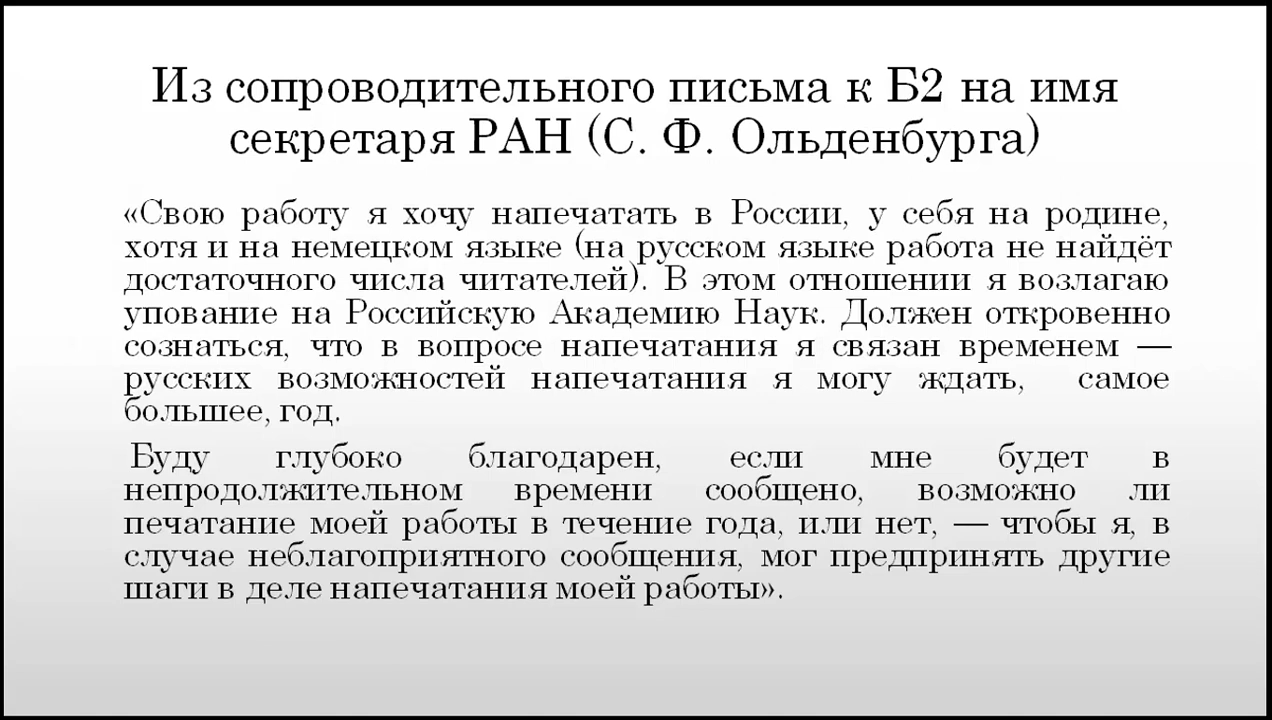 Из сопроводительного письма к Б2 на имя
секретаря РАН (С. Ф. Ольденбурга)
«Свою работу я хочу напечатать в России, у себя на родине,
хотя и на немецком языке (на русском языке работа не найдёт
достаточного числа читателей). В этом отношении я возлагаю
упование на Российскую Академию Наук. Должен откровенно
сознаться, что в вопросе напечатания я связан временем —
русских возможностей напечатания я могу ждать, самое
большее, год.
Буду глубоко благодарен, если мне будет в
непродолжительном времени сообщено, возможно ли
печатание моей работы в течение года, или нет, — чтобы я, в
случае неблагоприятного сообщения, мог предпринять другие
шаги в деле напечатания моей работы».